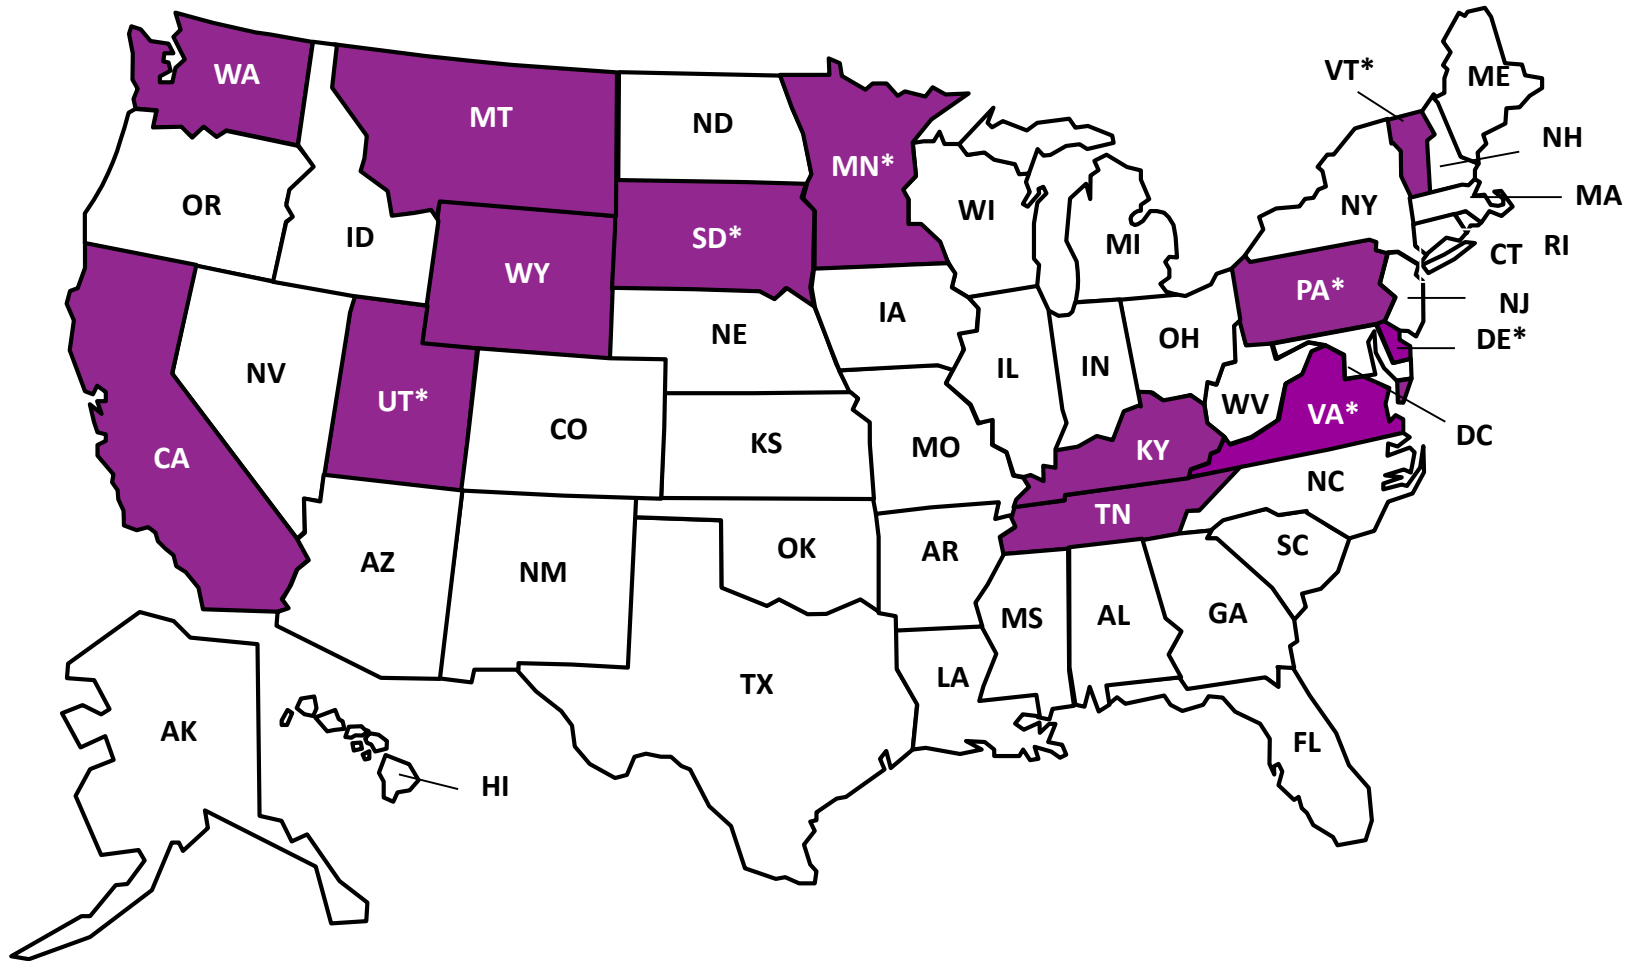 WA
MT
ND
MN*
VT*
ME
NH
MA
OR
ID
SD*
WI
MI
NY
CT
RI
WY
PA*
NJ
NV
UT*
NE
IA
IL
IN
OH
DE*
CA
CO
KS
MO
KY
WV
VA*
DC
NC
TN
AZ
NM
OK
AR
SC
MS
AL
GA
TX
LA
FL
AK
HI